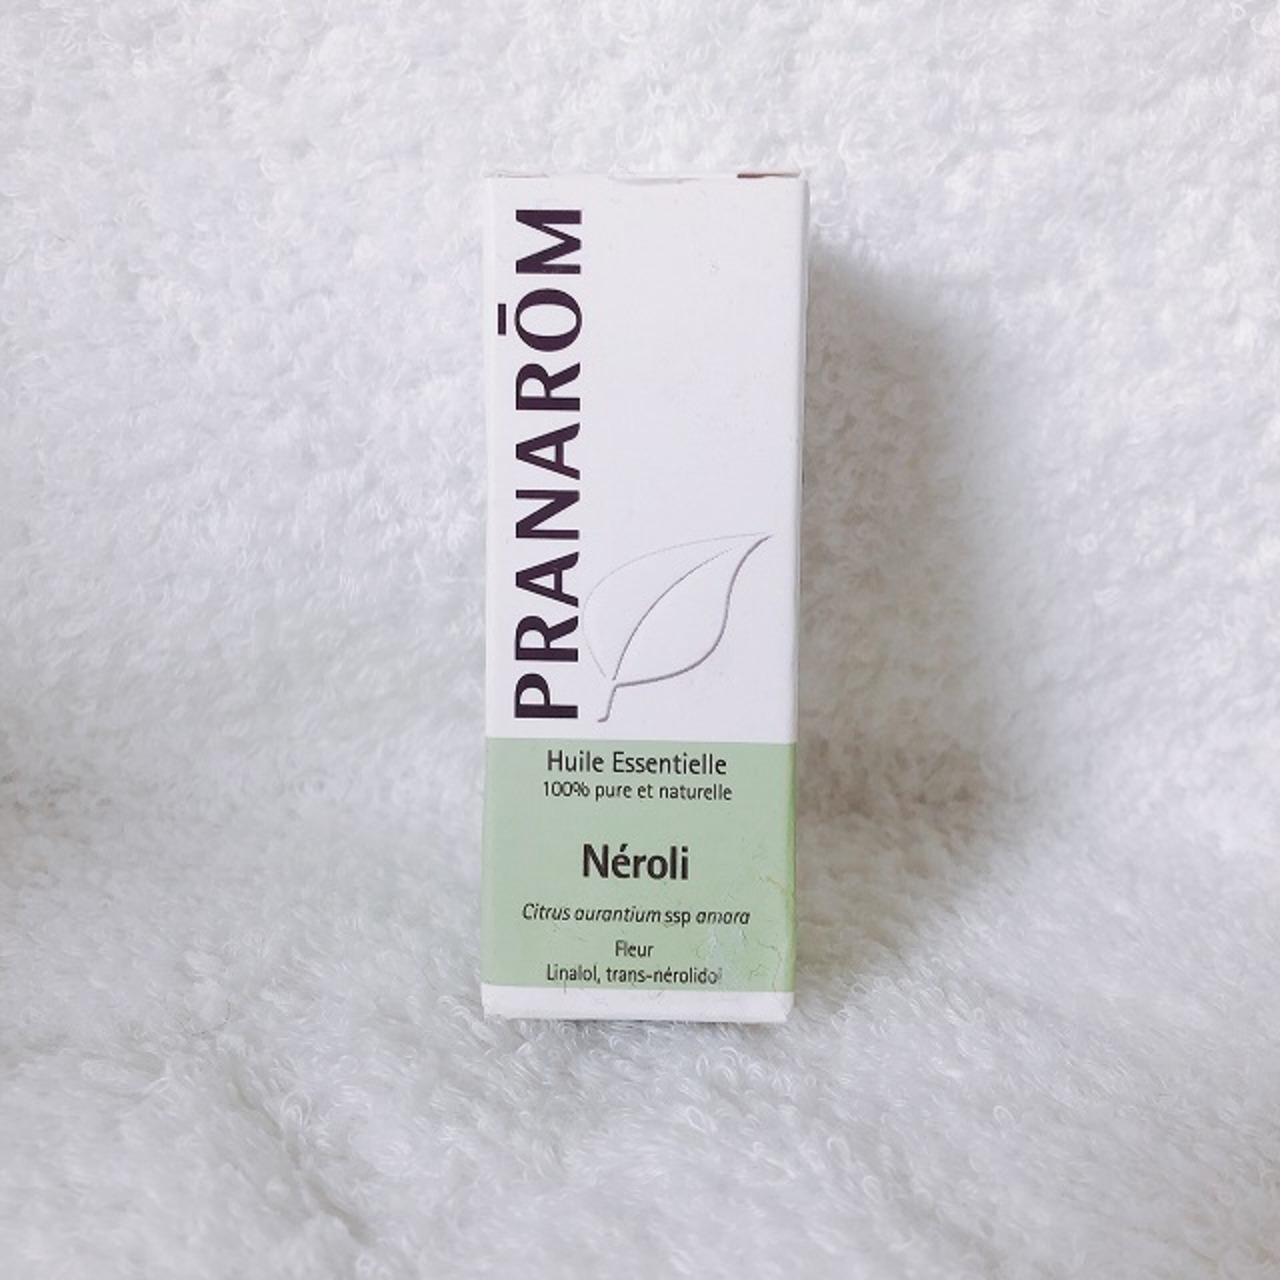 PRANARŌM
Huile Essentielle
100% pure et naturelle
Néroli
Citrus aurantium ssp amara
Fleur
Linalol, trans-nérolidol